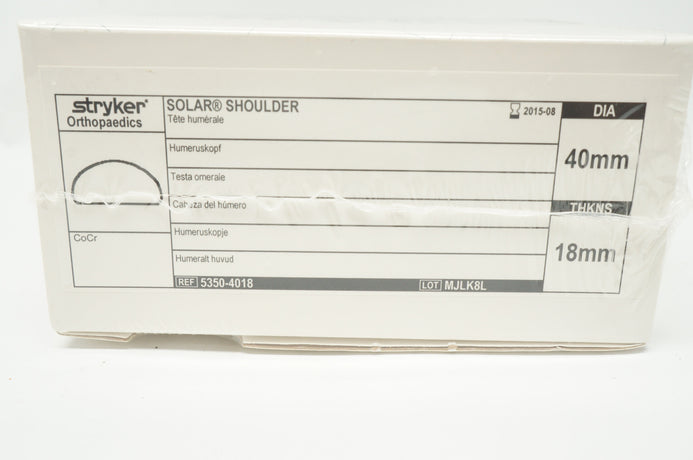 stryker®
Orthopaedics
SOLAR® SHOULDER
2015-08
DIA
Tête humèrale
Humeruskopf
40mm
Testa omerale
Cabeza del húmero
THKNS
CoCr
Humeruskopje
18mm
Humeralt huvud
REF 5350-4018
LOT MJLK8L